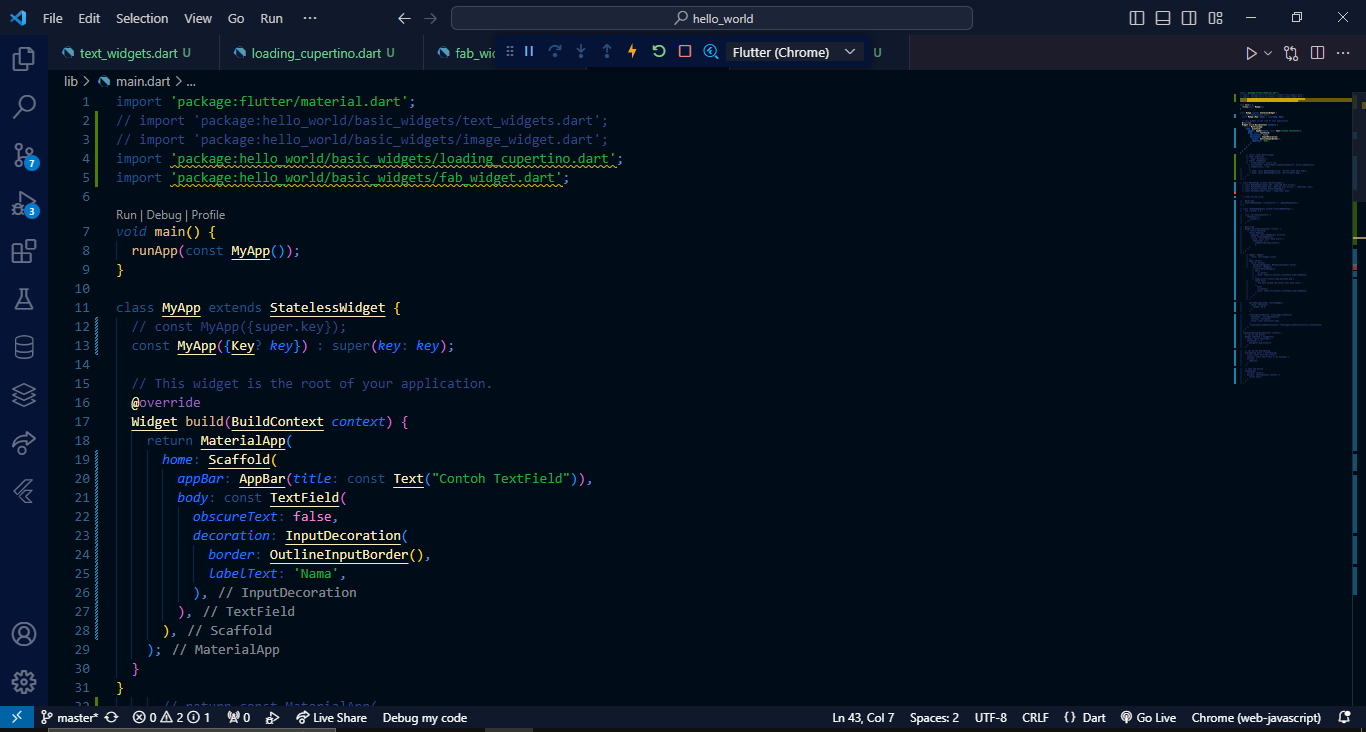 File Edit Selection View Go Run ··· hello_world
text_widgets.dart U loading_cupertino.dart U fab_wid Flutter (Chrome) U
lib > main.dart > ...
1 import 'package:flutter/material.dart';
2 // import 'package:hello_world/basic_widgets/text_widgets.dart';
3 // import 'package:hello_world/basic_widgets/image_widget.dart';
4 import 'package:hello_world/basic_widgets/loading_cupertino.dart';
5 import 'package:hello_world/basic_widgets/fab_widget.dart';
6
Run | Debug | Profile
7 void main() {
8 runApp(const MyApp());
9 }
10
11 class MyApp extends StatelessWidget {
12 // const MyApp({super.key});
13 const MyApp({Key? key}) : super(key: key);
14
15 // This widget is the root of your application.
16 @override
17 Widget build(BuildContext context) {
18 return MaterialApp(
19 home: Scaffold(
20 appBar: AppBar(title: const Text("Contoh TextField")),
21 body: const TextField(
22 obscureText: false,
23 decoration: InputDecoration(
24 border: OutlineInputBorder(),
25 labelText: 'Nama',
26 ), // InputDecoration
27 ), // TextField
28 ), // Scaffold
29 ); // MaterialApp
30 }
31 }
32 // return const MaterialApp(
7
3
master* 0 2 1 0 Live Share Debug my code Ln 43, Col 7 Spaces: 2 UTF-8 CRLF {} Dart Go Live Chrome (web-javascript)